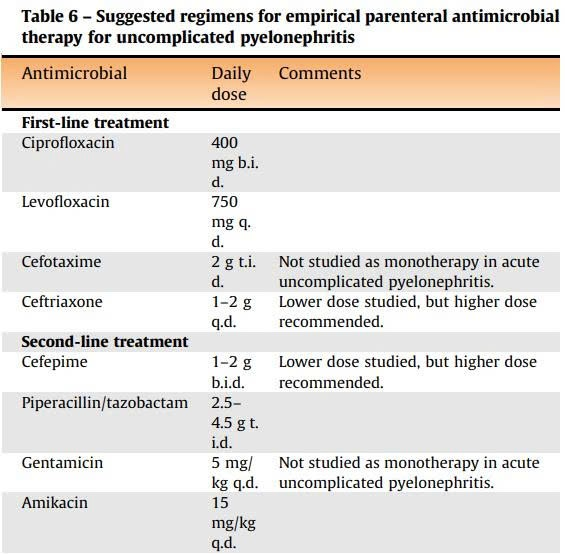 Table 6 – Suggested regimens for empirical parenteral antimicrobial
therapy for uncomplicated pyelonephritis
Antimicrobial Daily Comments
dose
First-line treatment
Ciprofloxacin 400
mg b.i.
d.
Levofloxacin 750
mg q.
d.
Cefotaxime 2 g t.i. Not studied as monotherapy in acute
d. uncomplicated pyelonephritis.
Ceftriaxone 1–2 g Lower dose studied, but higher dose
q.d. recommended.
Second-line treatment
Cefepime 1–2 g Lower dose studied, but higher dose
b.i.d. recommended.
Piperacillin/tazobactam 2.5–
4.5 g t.
i.d.
Gentamicin 5 mg/ Not studied as monotherapy in acute
kg q.d. uncomplicated pyelonephritis.
Amikacin 15
mg/kg
q.d.